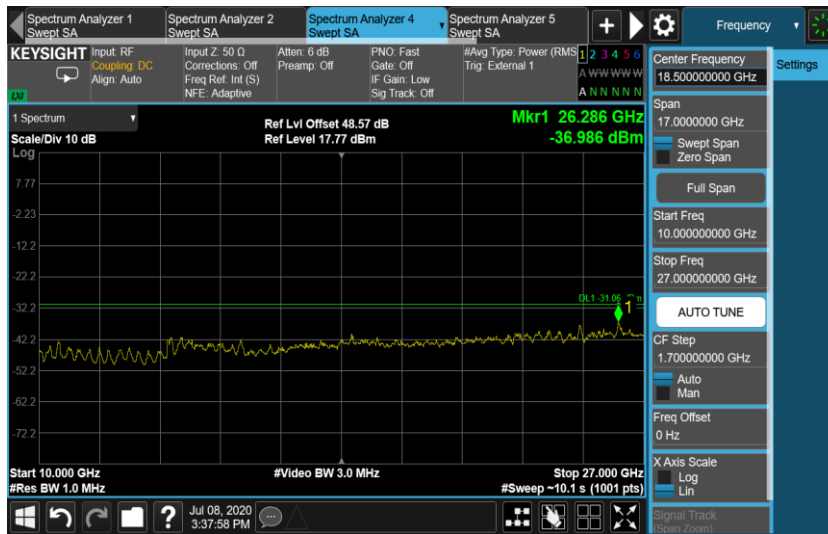 Spectrum Analyzer 1
Swept SA
Spectrum Analyzer 2
Swept SA
Spectrum Analyzer 4
Swept SA
Spectrum Analyzer 5
Swept SA
+
Frequency
KEYSIGHT
LXI
Input: RF
Coupling: DC
Align: Auto
Input Z: 50 Ω
Corrections: Off
Freq Ref: Int (S)
NFE: Adaptive
Atten: 6 dB
Preamp: Off
PNO: Fast
Gate: Off
IF Gain: Low
Sig Track: Off
#Avg Type: Power (RMS
Trig: External 1
1 2 3 4 5 6
A W W W W W
A N N N N N
1 Spectrum
Scale/Div 10 dB
Ref Lvl Offset 48.57 dB
Ref Level 17.77 dBm
Mkr1 26.286 GHz
-36.986 dBm
Log
7.77
-2.23
-12.2
-22.2
-32.2
-42.2
-52.2
-62.2
-72.2
DL1 -31.06
1
Start 10.000 GHz
#Res BW 1.0 MHz
#Video BW 3.0 MHz
Stop 27.000 GHz
#Sweep ~10.1 s (1001 pts)
Center Frequency
18.500000000 GHz
Settings
Span
17.0000000 GHz
Swept Span
Zero Span
Full Span
Start Freq
10.000000000 GHz
Stop Freq
27.000000000 GHz
AUTO TUNE
CF Step
1.700000000 GHz
Auto
Man
Freq Offset
0 Hz
X Axis Scale
Log
Lin
Signal Track
(Span Zoom)
?
Jul 08, 2020
3:37:58 PM